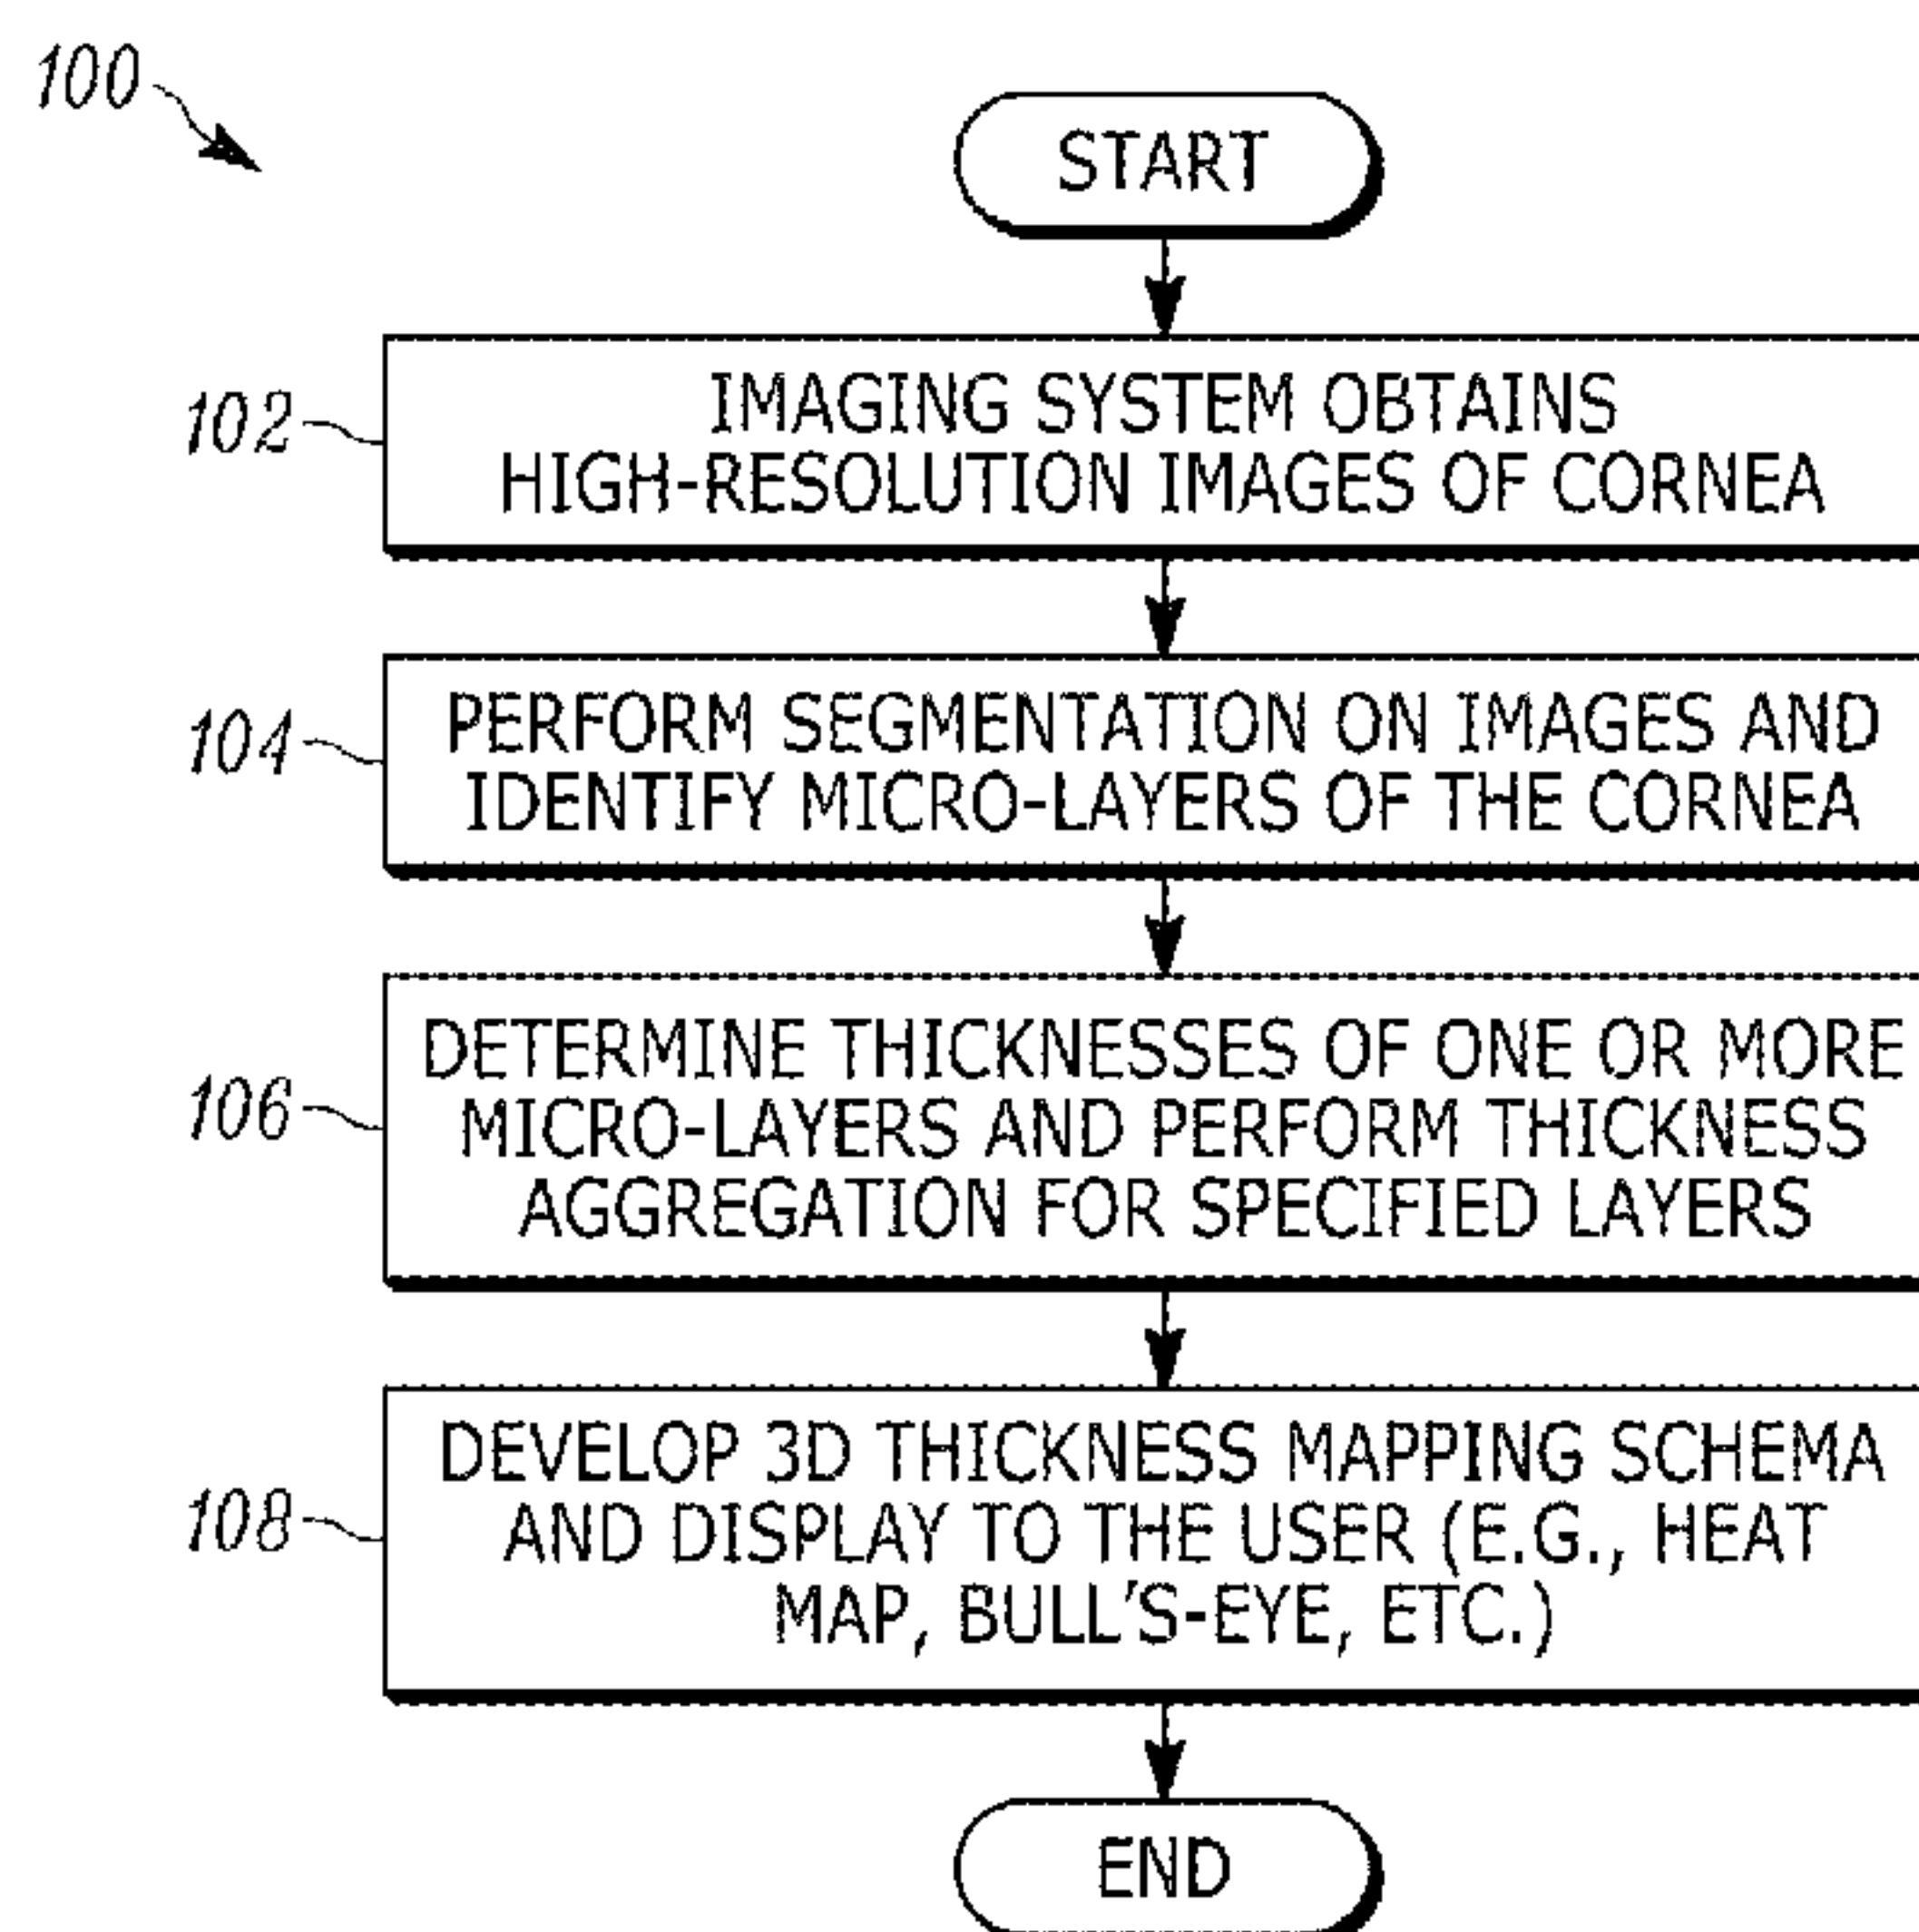 100
START
102
IMAGING SYSTEM OBTAINS
HIGH-RESOLUTION IMAGES OF CORNEA
104
PERFORM SEGMENTATION ON IMAGES AND
IDENTIFY MICRO-LAYERS OF THE CORNEA
106
DETERMINE THICKNESSES OF ONE OR MORE
MICRO-LAYERS AND PERFORM THICKNESS
AGGREGATION FOR SPECIFIED LAYERS
108
DEVELOP 3D THICKNESS MAPPING SCHEMA
AND DISPLAY TO THE USER (E.G., HEAT
MAP, BULL'S-EYE, ETC.)
END